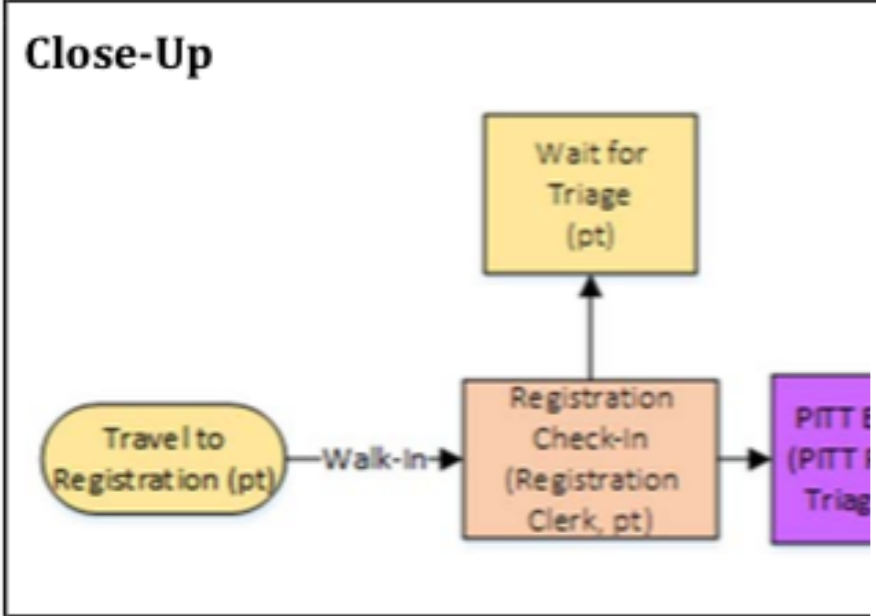 Close-Up
Wait for
Triage
(pt)
Travel to
Registration (pt)
Walk-In
Registration
Check-In
(Registration
Clerk, pt)
PITT
(PITT
Triag